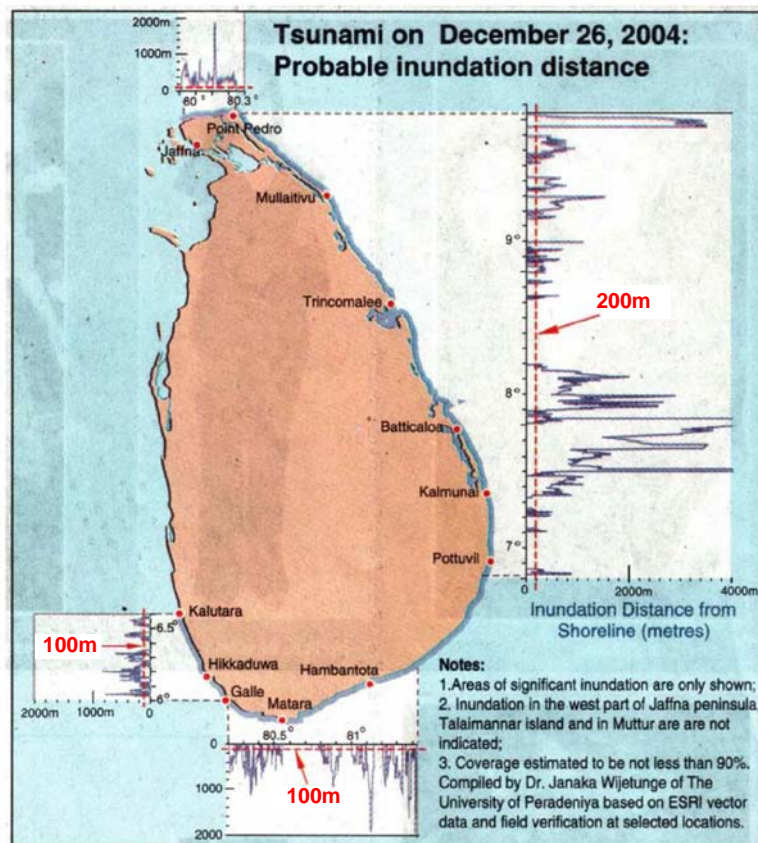 Tsunami on December 26, 2004:
Probable inundation distance
2000m
1000m
0
80°
80.3°
Point Pedro
Jaffna
Mullaitivu
9°
Trincomalee
200m
8°
Batticaloa
Kalmunai
7°
Pottuvil
0
2000m
4000m
Inundation Distance from
Shoreline (metres)
Kalutara
6.5°
100m
Hikkaduwa
Hambantota
Galle
6°
Matara
2000m
1000m
0
80.5°
81°
0
1000
2000
100m
Notes:
1.Areas of significant inundation are only shown;
2. Inundation in the west part of Jaffna peninsula,
Talaimannar island and in Muttur are are not
indicated;
3. Coverage estimated to be not less than 90%.
Compiled by Dr. Janaka Wijetunge of The
University of Peradeniya based on ESRI vector
data and field verification at selected locations.